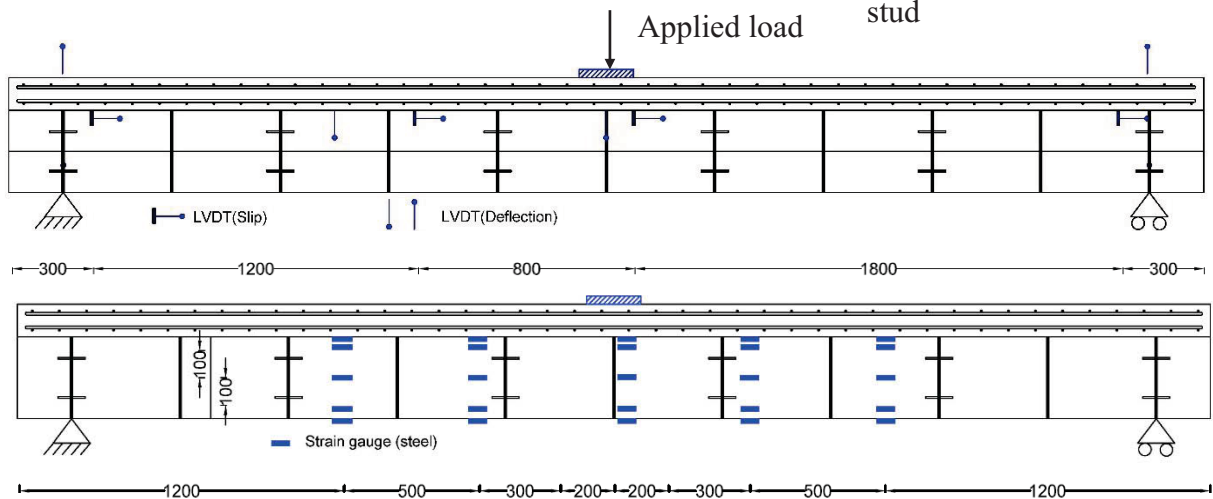 stud
Applied load
LVDT(Slip)
LVDT(Deflection)
300 1200 800 1800 300
100
100
Strain gauge (steel)
1200 500 300 200 200 300 500 1200